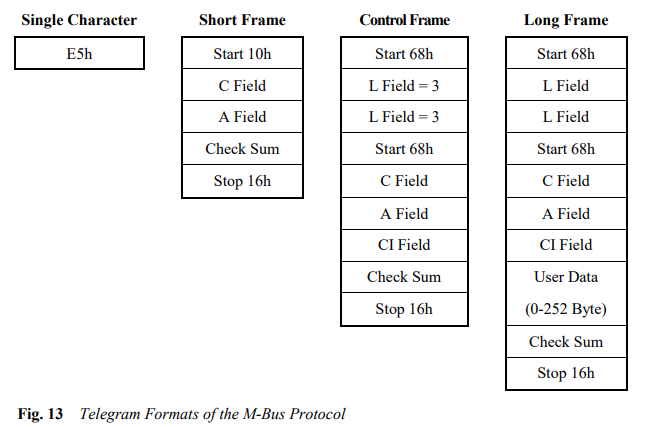 Single Character
E5h
Short Frame
Start 10h
C Field
A Field
Check Sum
Stop 16h
Control Frame
Start 68h
L Field = 3
L Field = 3
Start 68h
C Field
A Field
CI Field
Check Sum
Stop 16h
Long Frame
Start 68h
L Field
L Field
Start 68h
C Field
A Field
CI Field
User Data
(0-252 Byte)
Check Sum
Stop 16h
Fig. 13 Telegram Formats of the M-Bus Protocol